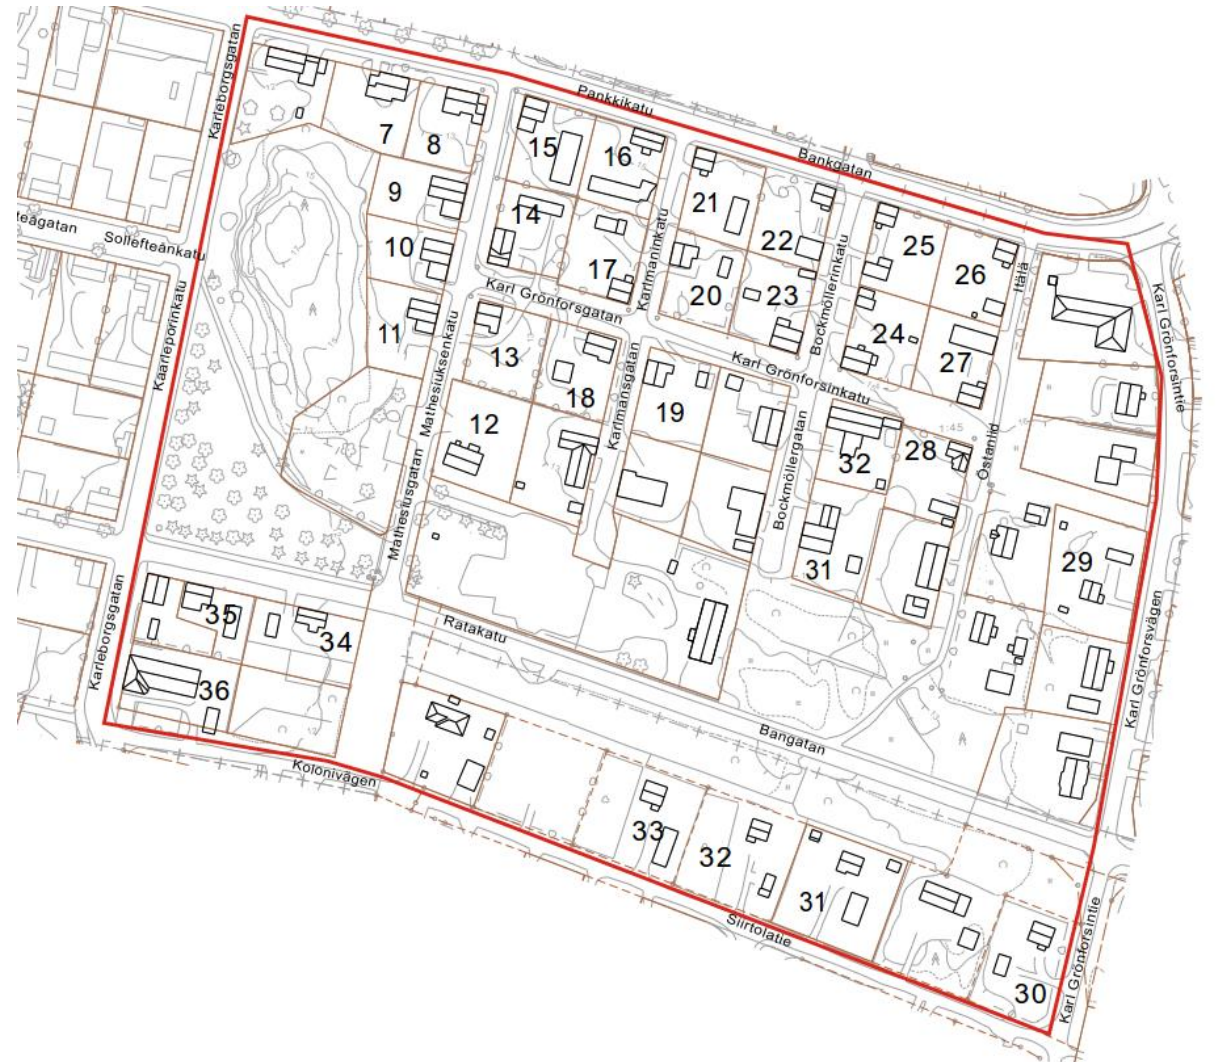 Karleborgsgatan
Pankkikatu
Bankgatan
7
8
15
16
9
14
21
22
25
26
Itälä
Sollefteånkatu
10
17
Karlmaninkatu
20
23
Bockmöllerinkatu
24
27
Karl Grönforsintie
Kaarleporinkatu
11
Mathesiuksenkatu
Karl Grönforsgatan
13
18
Karlmansgatan
19
Karl Grönforsinkatu
1:45
12
32
28
Östanlid
Mathesiusgatan
Bockmöllergatan
31
29
Karleborgsgatan
35
34
Ratakatu
36
Bangatan
Karl Grönforsvägen
Kolonivägen
33
32
31
Siirtolatie
30
Karl Grönforsintie